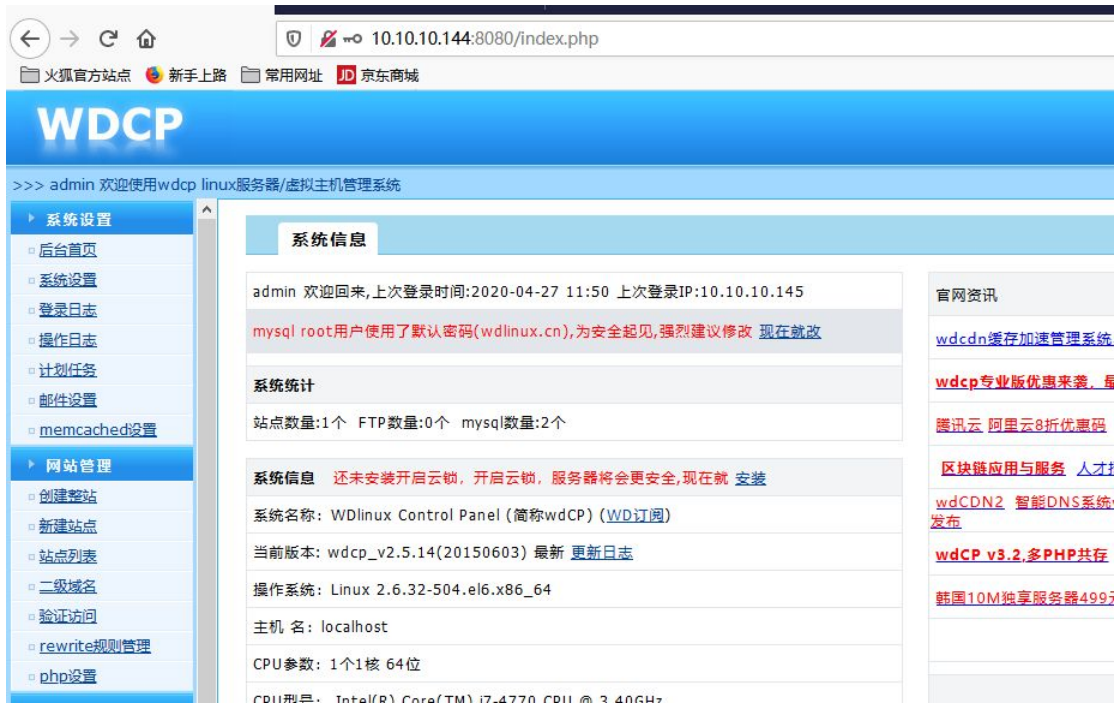 10.10.10.144:8080/index.php
火狐官方站点 新手上路 常用网址 JD 京东商城
WDCP
>>> admin 欢迎使用wdcp linux服务器/虚拟主机管理系统
系统设置
后台首页
系统设置
登录日志
操作日志
计划任务
邮件设置
memcached设置
网站管理
创建整站
新建站点
站点列表
二级域名
验证访问
rewrite规则管理
php设置
系统信息
admin 欢迎回来,上次登录时间:2020-04-27 11:50 上次登录IP:10.10.10.145
mysql root用户使用了默认密码(wdlinux.cn),为安全起见,强烈建议修改 现在就改
系统统计
站点数量:1个 FTP数量:0个 mysql数量:2个
系统信息 还未安装开启云锁, 开启云锁, 服务器将会更安全,现在就 安装
系统名称: WDlinux Control Panel (简称wdCP) (WD订阅)
当前版本: wdcp_v2.5.14(20150603) 最新 更新日志
操作系统: Linux 2.6.32-504.el6.x86_64
主机 名: localhost
CPU参数: 1个1核 64位
CPU型号: Intel(R) Core(TM) i7-4770 CPU @ 3.40GHz
官网资讯
wdcdn缓存加速管理系统
wdcp专业版优惠来袭, 
腾讯云 阿里云8折优惠码
区块链应用与服务 人才
wdCDN2 智能DNS系统
发布
wdCP v3.2,多PHP共存
韩国10M独享服务器499